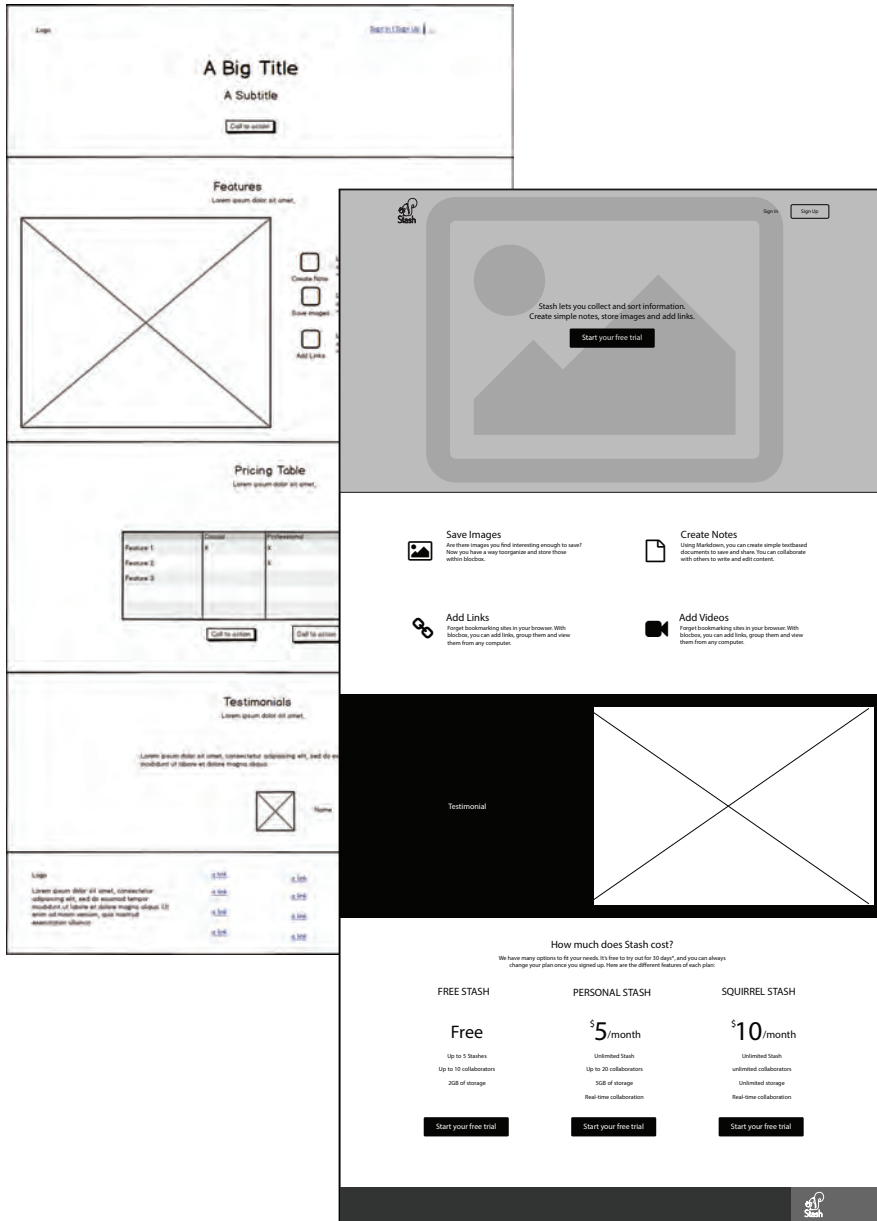 Logo
Sign In | Sign Up
A Big Title
A Subtitle
Call to action
Features
Lorem ipsum dolor sit amet,
Create Note
Save images
Add Links
Pricing Table
Lorem ipsum dolor sit amet,
Casual Professional
Feature 1 X X
Feature 2 X
Feature 3
Call to action Call to action
Testimonials
Lorem ipsum dolor sit amet,
Lorem ipsum dolor sit amet, consectetur adipisicing elit, sed do
incididunt ut labore et dolore magna aliqua.
Name
Logo
Lorem ipsum dolor sit amet, consectetur
adipisicing elit, sed do eiusmod tempor
incididunt ut labore et dolore magna aliqua. Ut
enim ad minim veniam, quis nostrud
exercitation ullamco
a link a link
a link a link
a link a link
a link a link
Stash
Sign In Sign Up
Stash lets you collect and sort information.
Create simple notes, store images and add links.
Start your free trial
Save Images
Are there images you find interesting enough to save?
Now you have a way toorganize and store those
within blocbox.
Create Notes
Using Markdown, you can create simple textbased
documents to save and share. You can collaborate
with others to write and edit content.
Add Links
Forget bookmarking sites in your browser. With
blocbox, you can add links, group them and view
them from any computer.
Add Videos
Forget bookmarking sites in your browser. With
blocbox, you can add links, group them and view
them from any computer.
Testimonial
How much does Stash cost?
We have many options to fit your needs. It's free to try out for 30 days*, and you can always
change your plan once you signed up. Here are the different features of each plan:
FREE STASH
Free
Up to 5 Stashes
Up to 10 collaborators
2GB of storage
Start your free trial
PERSONAL STASH
$5/month
Unlimited Stash
Up to 20 collaborators
5GB of storage
Real-time collaboration
Start your free trial
SQUIRREL STASH
$10/month
Unlimited Stash
unlimited collaborators
Unlimited storage
Real-time collaboration
Start your free trial
Stash